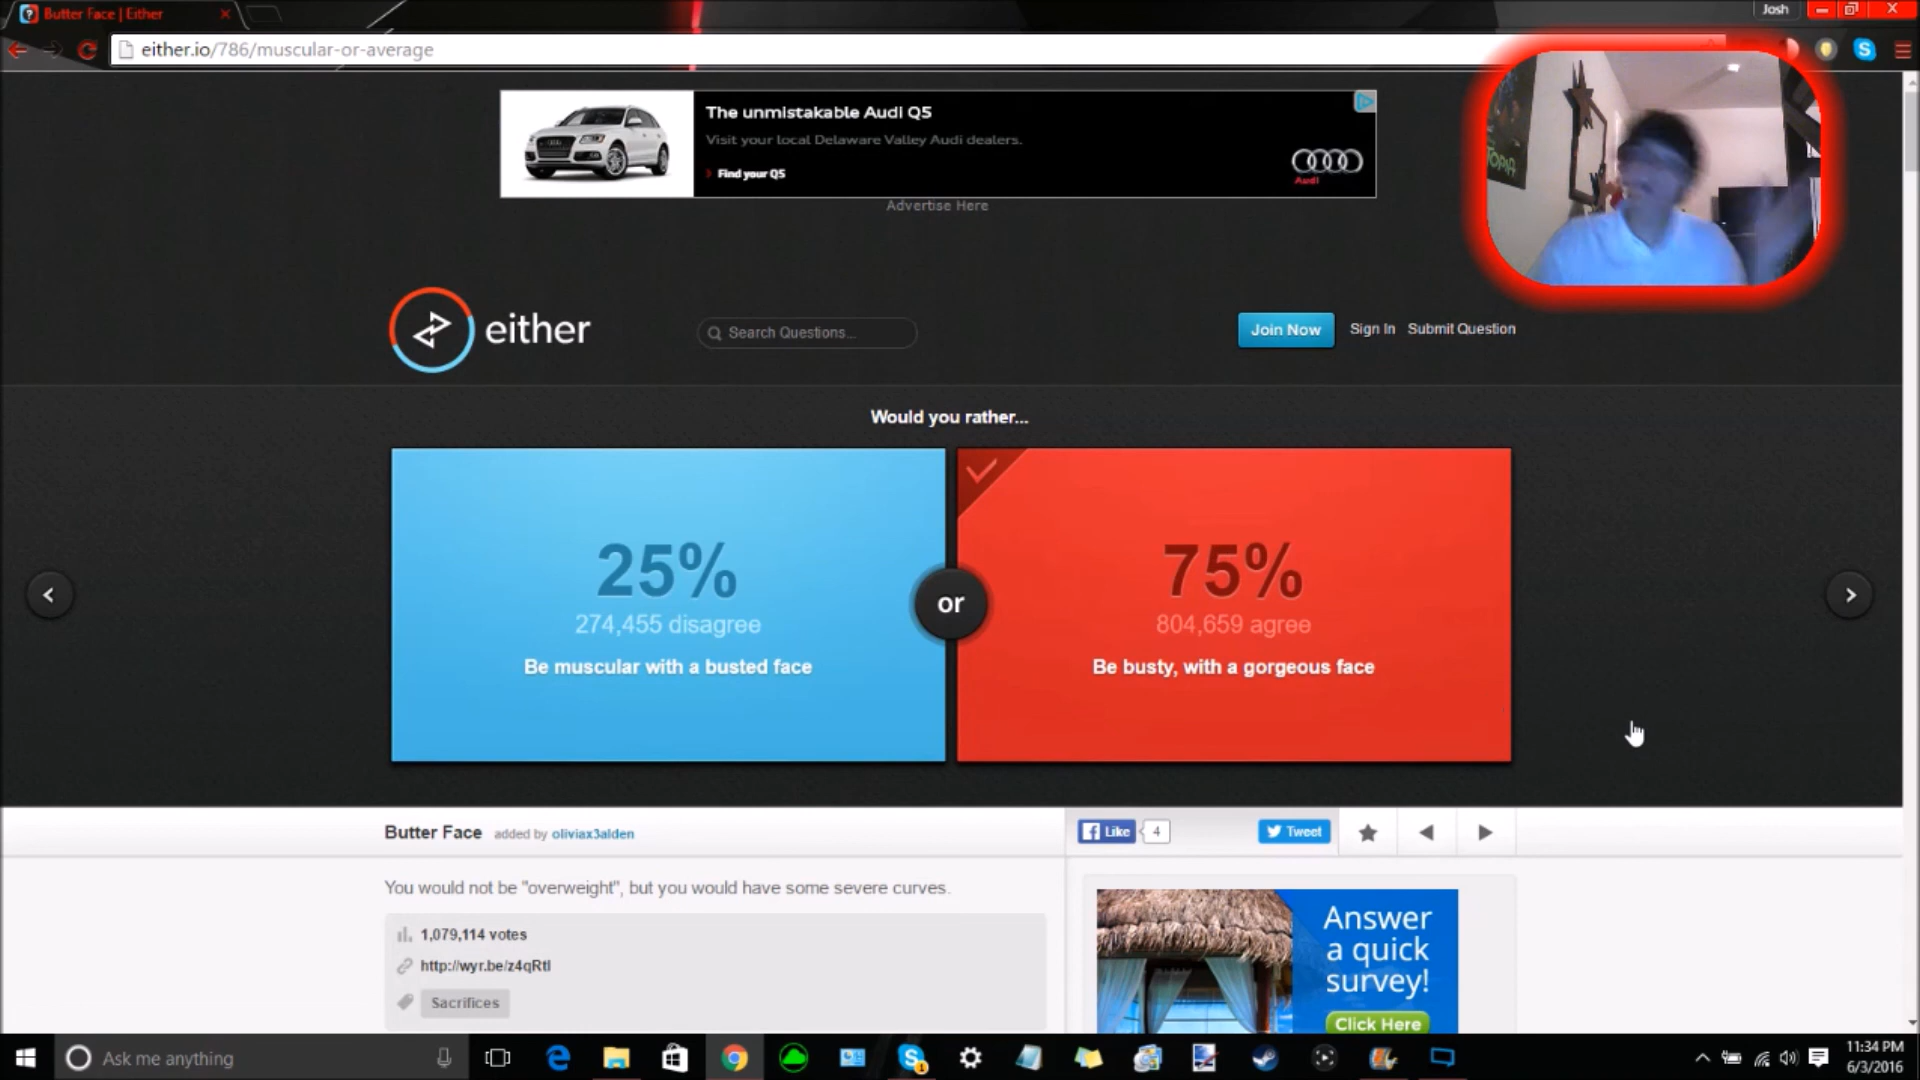 Butter Face | Either
Josh
either.io/786/muscular-or-average
The unmistakable Audi Q5
Visit your local Delaware Valley Audi dealers.
Find your Q5
Audi
Advertise Here
TOPIA
either
Search Questions...
Join Now
Sign In
Submit Question
Would you rather...
25%
274,455 disagree
Be muscular with a busted face
or
75%
804,659 agree
Be busty, with a gorgeous face
Butter Face added by oliviax3alden
Like 4
Tweet
You would not be "overweight", but you would have some severe curves.
1,079,114 votes
http://wyr.be/z4qRtI
Sacrifices
Answer
a quick
survey!
Click Here
Ask me anything
11:34 PM
6/3/2016